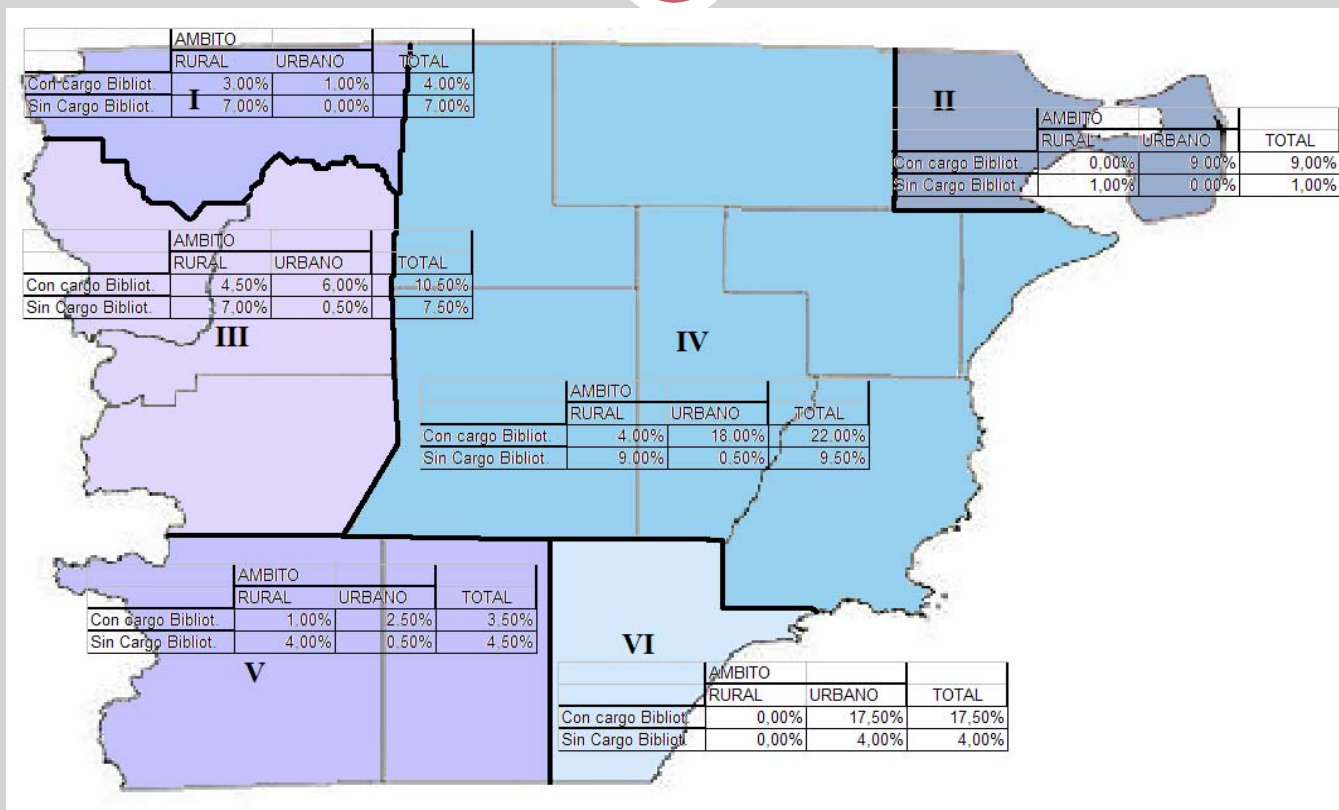 AMBITO
RURAL URBANO TOTAL
Con cargo Bibliot. 3.00% 1.00% 4.00%
Sin Cargo Bibliot. 7.00% 0.00% 7.00%
I
II
AMBITO
RURAL URBANO TOTAL
Con cargo Bibliot. 0,00% 9,00% 9,00%
Sin Cargo Bibliot. 1,00% 0,00% 1,00%
AMBITO
RURAL URBANO TOTAL
Con cargo Bibliot. 4.50% 6.00% 10.50%
Sin Cargo Bibliot. 7.00% 0.50% 7.50%
III
IV
AMBITO
RURAL URBANO TOTAL
Con cargo Bibliot. 4.00% 18.00% 22.00%
Sin Cargo Bibliot. 9.00% 0.50% 9.50%
AMBITO
RURAL URBANO TOTAL
Con cargo Bibliot. 1,00% 2,50% 3,50%
Sin Cargo Bibliot. 4,00% 0,50% 4,50%
V
VI
AMBITO
RURAL URBANO TOTAL
Con cargo Bibliot. 0,00% 17,50% 17,50%
Sin Cargo Bibliot. 0,00% 4,00% 4,00%